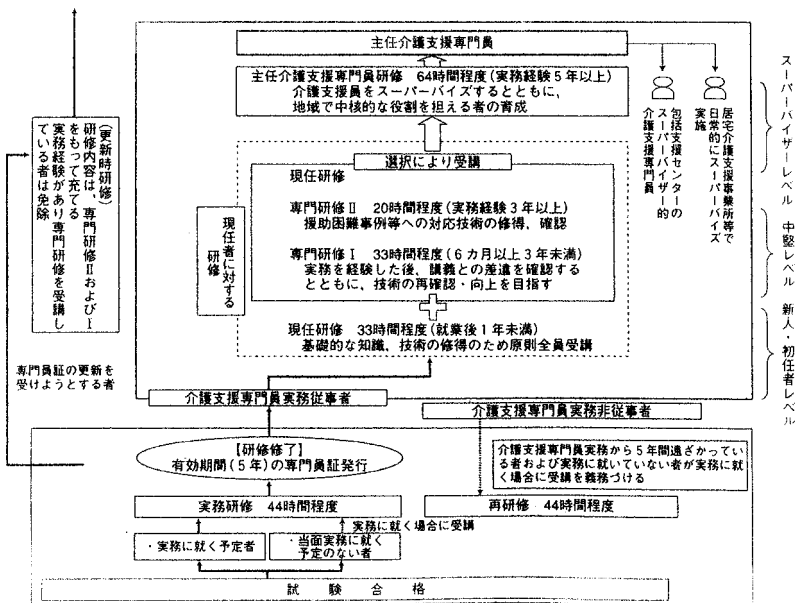 主任介護支援専門員
主任介護支援専門員研修 64時間程度(実務経験5年以上)
介護支援員をスーパーバイズするとともに、
地域で中核的な役割を担える者の育成
選択により受講
現任研修
専門研修Ⅱ 20時間程度(実務経験3年以上)
援助困難事例等への対応技術の修得、確認
専門研修Ⅰ 33時間程度(6カ月以上3年未満)
実務を経験した後、講義との差違を確認する
とともに、技術の再確認・向上を目指す
現任研修 33時間程度(就業後1年未満)
基礎的な知識、技術の修得のため原則全員受講
現任者に対する
研修
包括支援センターの
スーパーバイザー的
介護支援専門員
居宅介護支援事業所等で
日常的にスーパーバイズ
実施
スーパーバイザーレベル
中堅レベル
新人・初任者レベル
(更新時研修)
研修内容は、専門研修ⅡおよびⅠ
をもって充てる
実務経験があり専門研修を受講し
ている者は免除
専門員証の更新を
受けようとする者
介護支援専門員実務従事者
介護支援専門員実務非従事者
【研修修了】
有効期間(5年)の専門員証発行
介護支援専門員実務から5年間遠ざかってい
る者および実務に就いていない者が実務に就
く場合に受講を義務づける
実務研修 44時間程度
再研修 44時間程度
実務に就く場合に受講
・実務に就く予定者
・当面実務に就く
予定のない者
試験合格